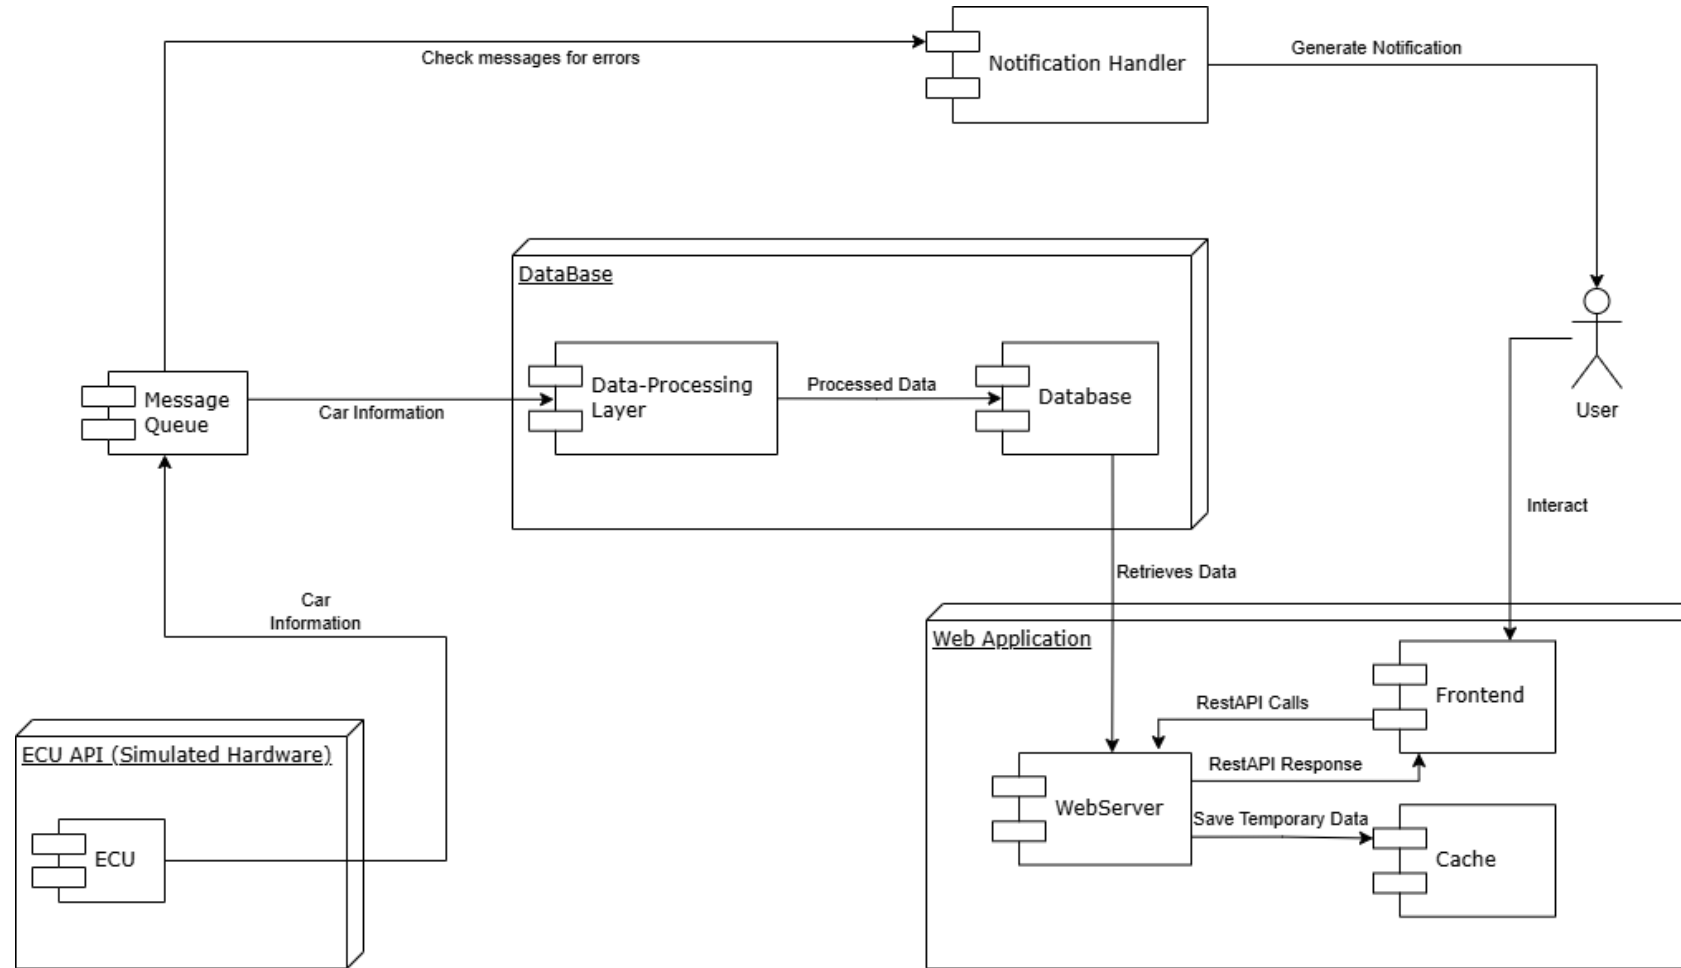 Check messages for errors
Notification Handler
Generate Notification
DataBase
Data-Processing
Layer
Processed Data
Database
Message
Queue
Car Information
User
Interact
Retrieves Data
Car
Information
Web Application
Frontend
RestAPI Calls
RestAPI Response
WebServer
Save Temporary Data
Cache
ECU API (Simulated Hardware)
ECU